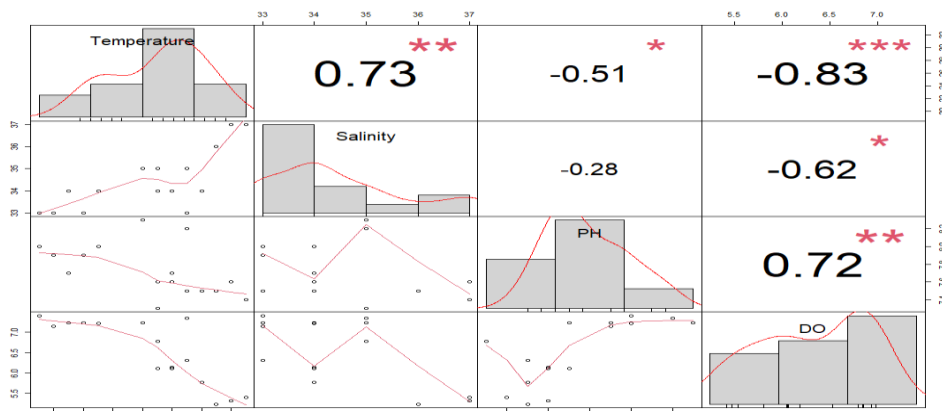 33 34 35 36 37 5.5 6.0 6.5 7.0
Temperature
0.73 **
-0.51 *
-0.83 ***
33 34 35 37
Salinity
-0.28
-0.62 *
PH
0.72 **
5.5 6.0 6.5 7.0
DO